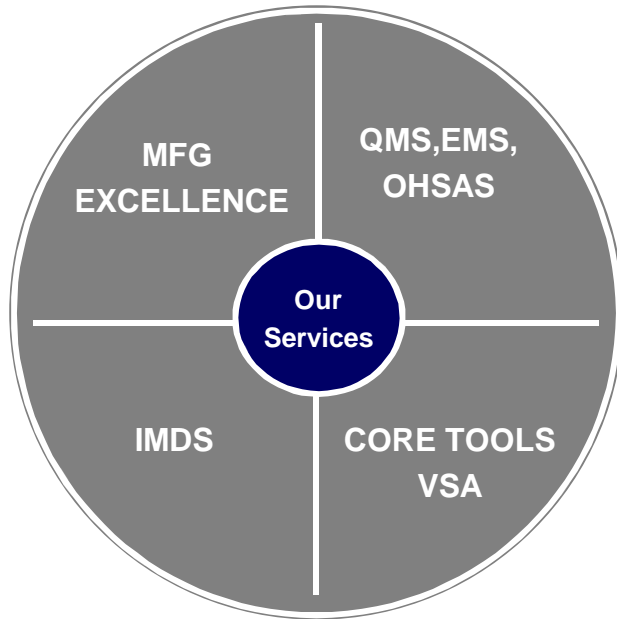 MFG
EXCELLENCE
QMS,EMS,
OHSAS
Our
Services
IMDS
CORE TOOLS
VSA